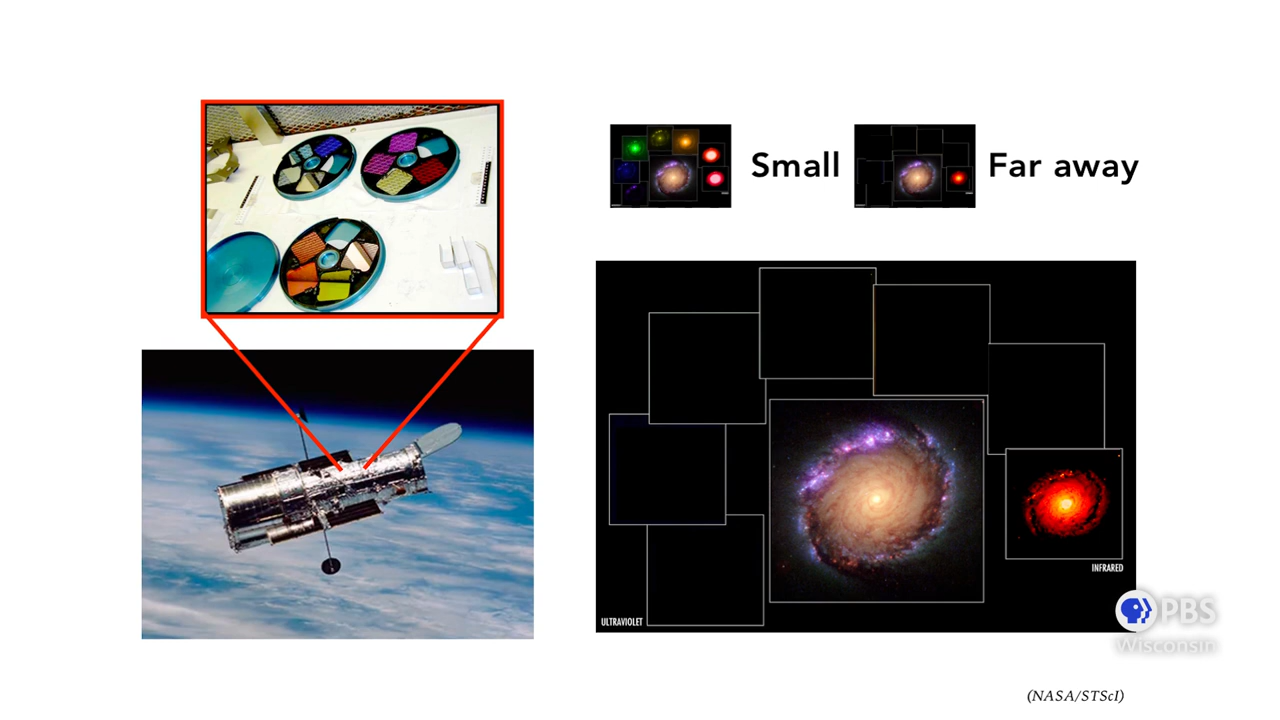 Small
Far away
INFRARED
ULTRAVIOLET
PBS
Wisconsin
(NASA/STScI)